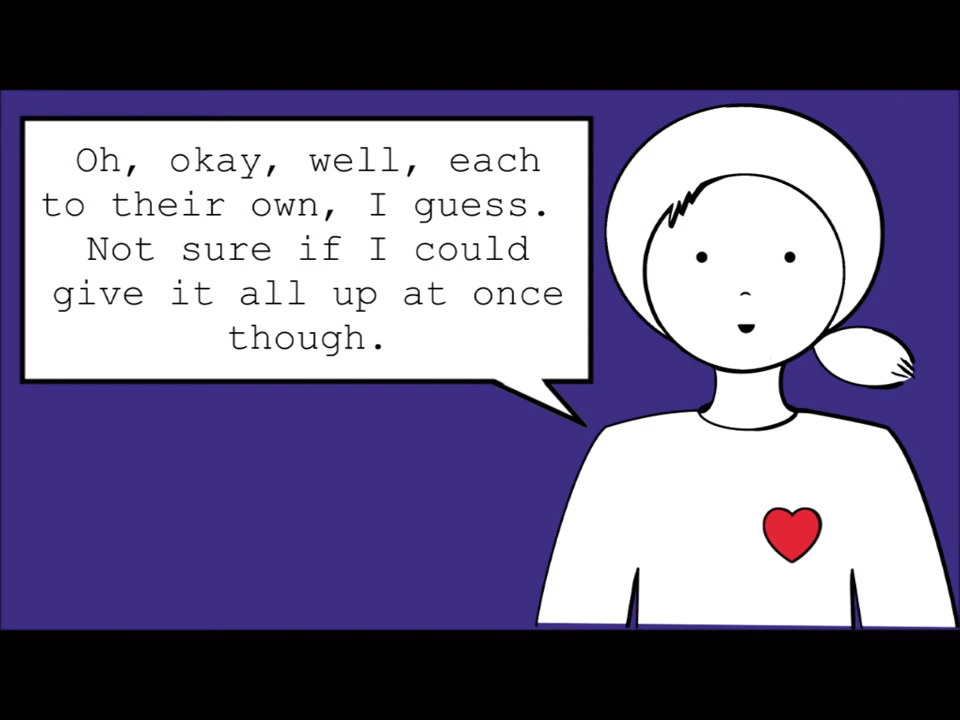 Oh, okay, well, each
to their own, I guess.
Not sure if I could
give it all up at once
though.